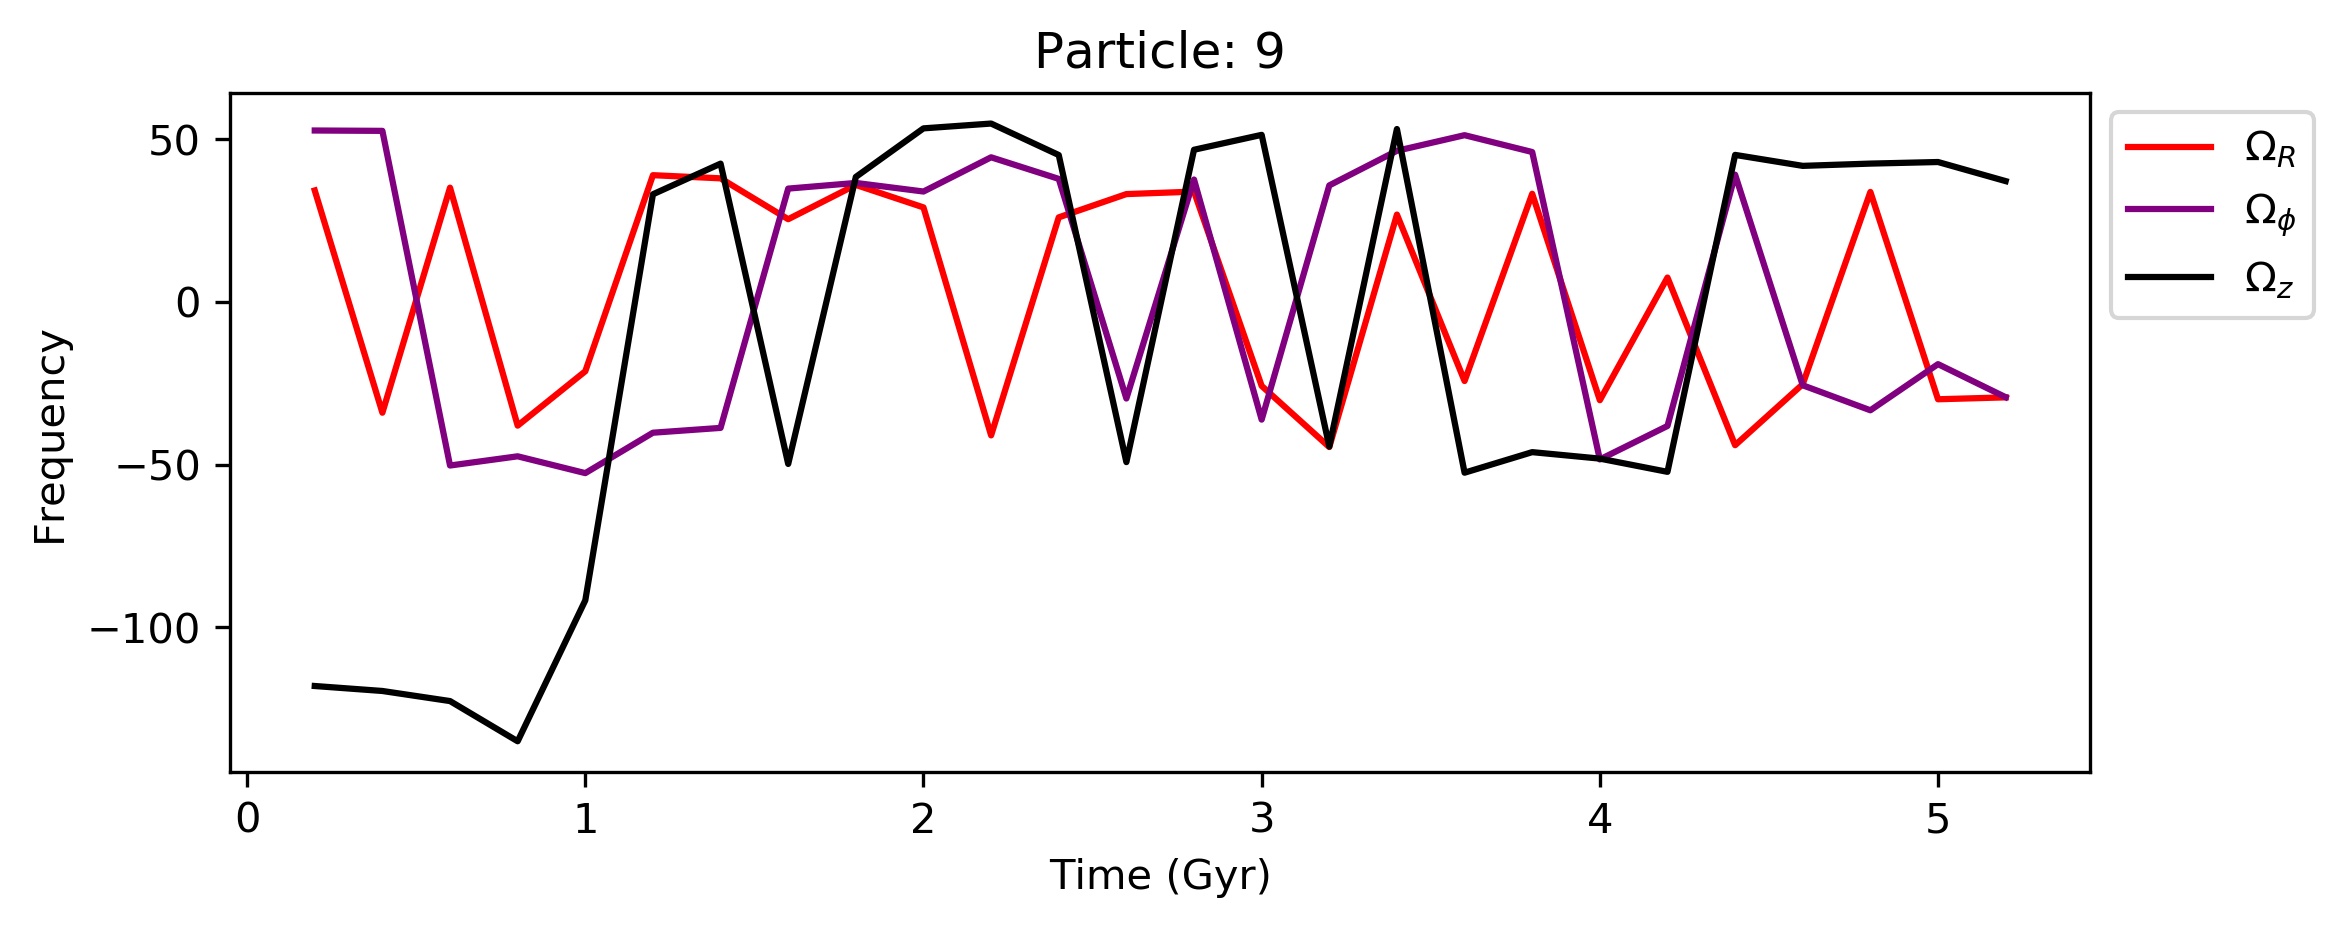 Particle: 9
Frequency
50
0
−50
−100
0 1 2 3 4 5
Time (Gyr)
Ω_R
Ω_ϕ
Ω_z